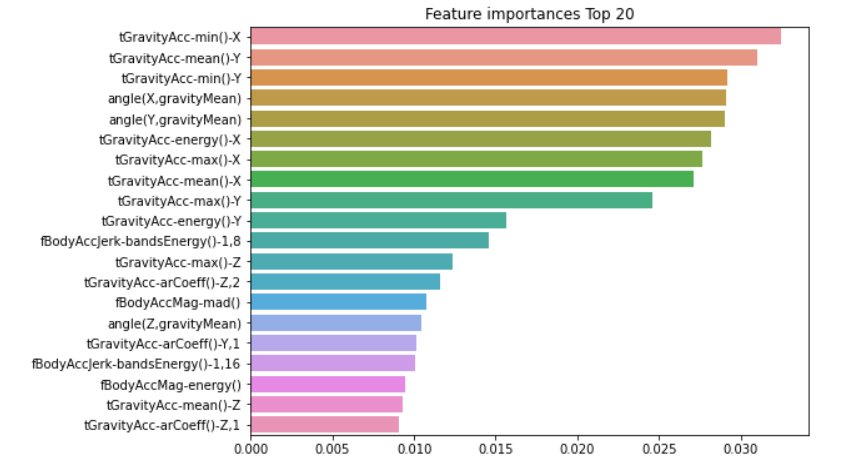 Feature importances Top 20
tGravityAcc-min()-X
tGravityAcc-mean()-Y
tGravityAcc-min()-Y
angle(X,gravityMean)
angle(Y,gravityMean)
tGravityAcc-energy()-X
tGravityAcc-max()-X
tGravityAcc-mean()-X
tGravityAcc-max()-Y
tGravityAcc-energy()-Y
fBodyAccJerk-bandsEnergy()-1,8
tGravityAcc-max()-Z
tGravityAcc-arCoeff()-Z,2
fBodyAccMag-mad()
angle(Z,gravityMean)
tGravityAcc-arCoeff()-Y,1
fBodyAccJerk-bandsEnergy()-1,16
fBodyAccMag-energy()
tGravityAcc-mean()-Z
tGravityAcc-arCoeff()-Z,1
0.000 0.005 0.010 0.015 0.020 0.025 0.030